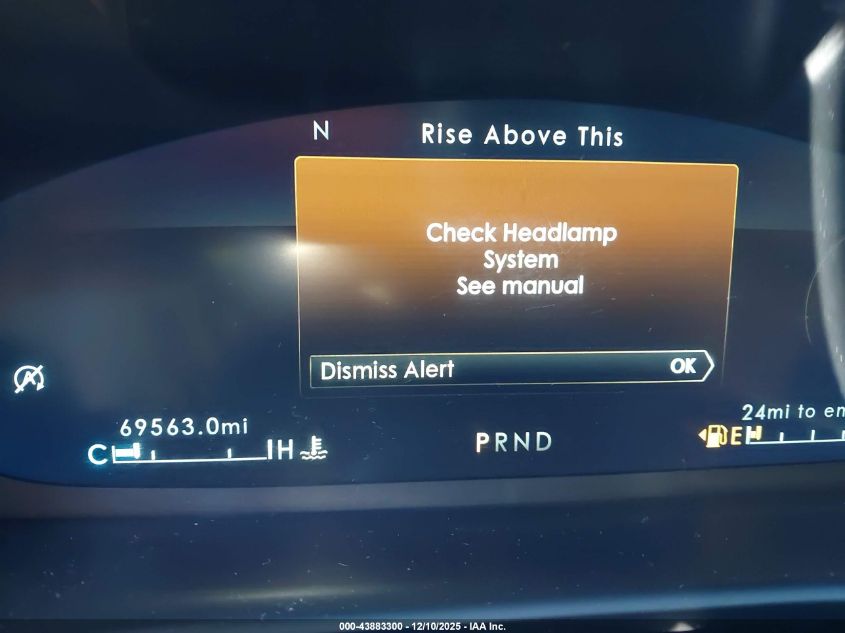 N
Rise Above This
Check Headlamp
System
See manual
Dismiss Alert OK
69563.0mi
24mi to
C H
PRND
E
000-43883300 - 12/10/2025 - IAA Inc.